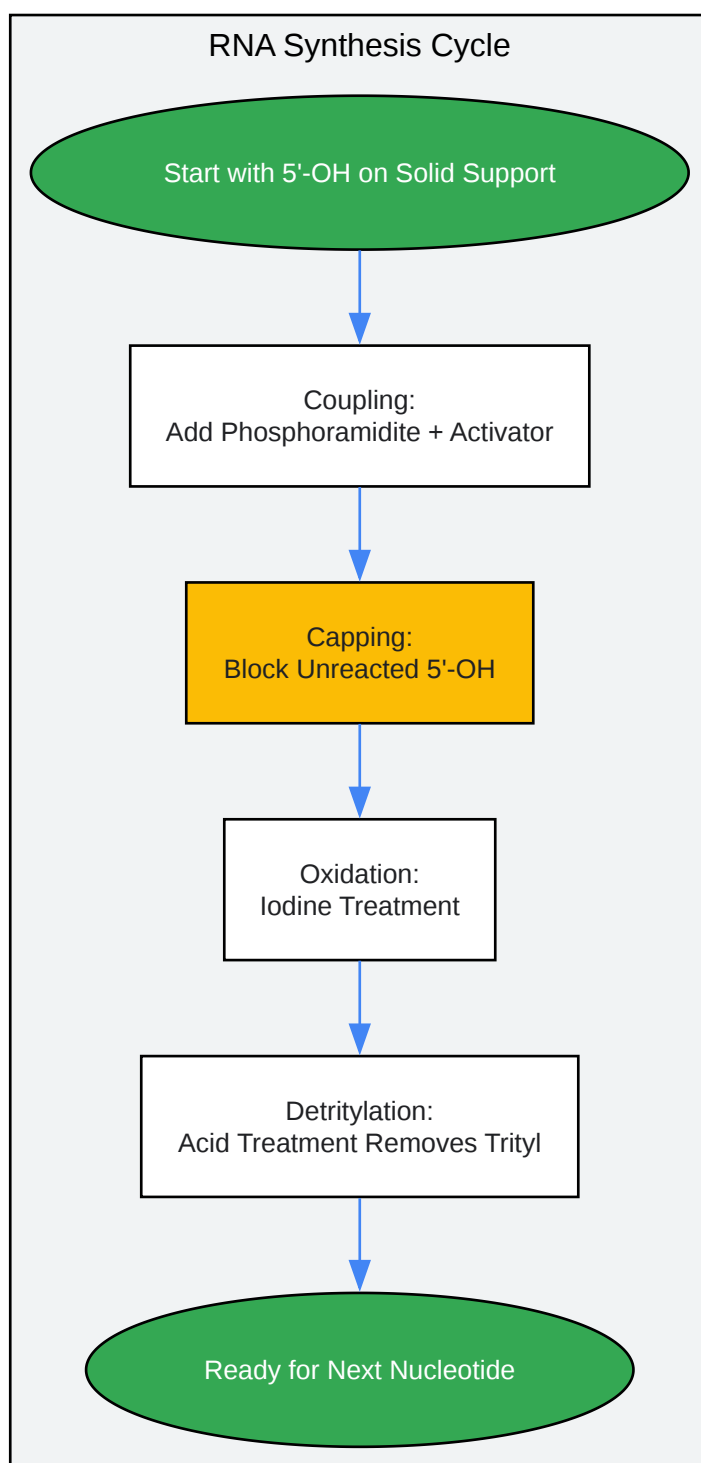 RNA Synthesis Cycle
Start with 5'-OH on Solid Support
Coupling:
Add Phosphoramidite + Activator
Capping:
Block Unreacted 5'-OH
Oxidation:
Iodine Treatment
Detritylation:
Acid Treatment Removes Trityl
Ready for Next Nucleotide